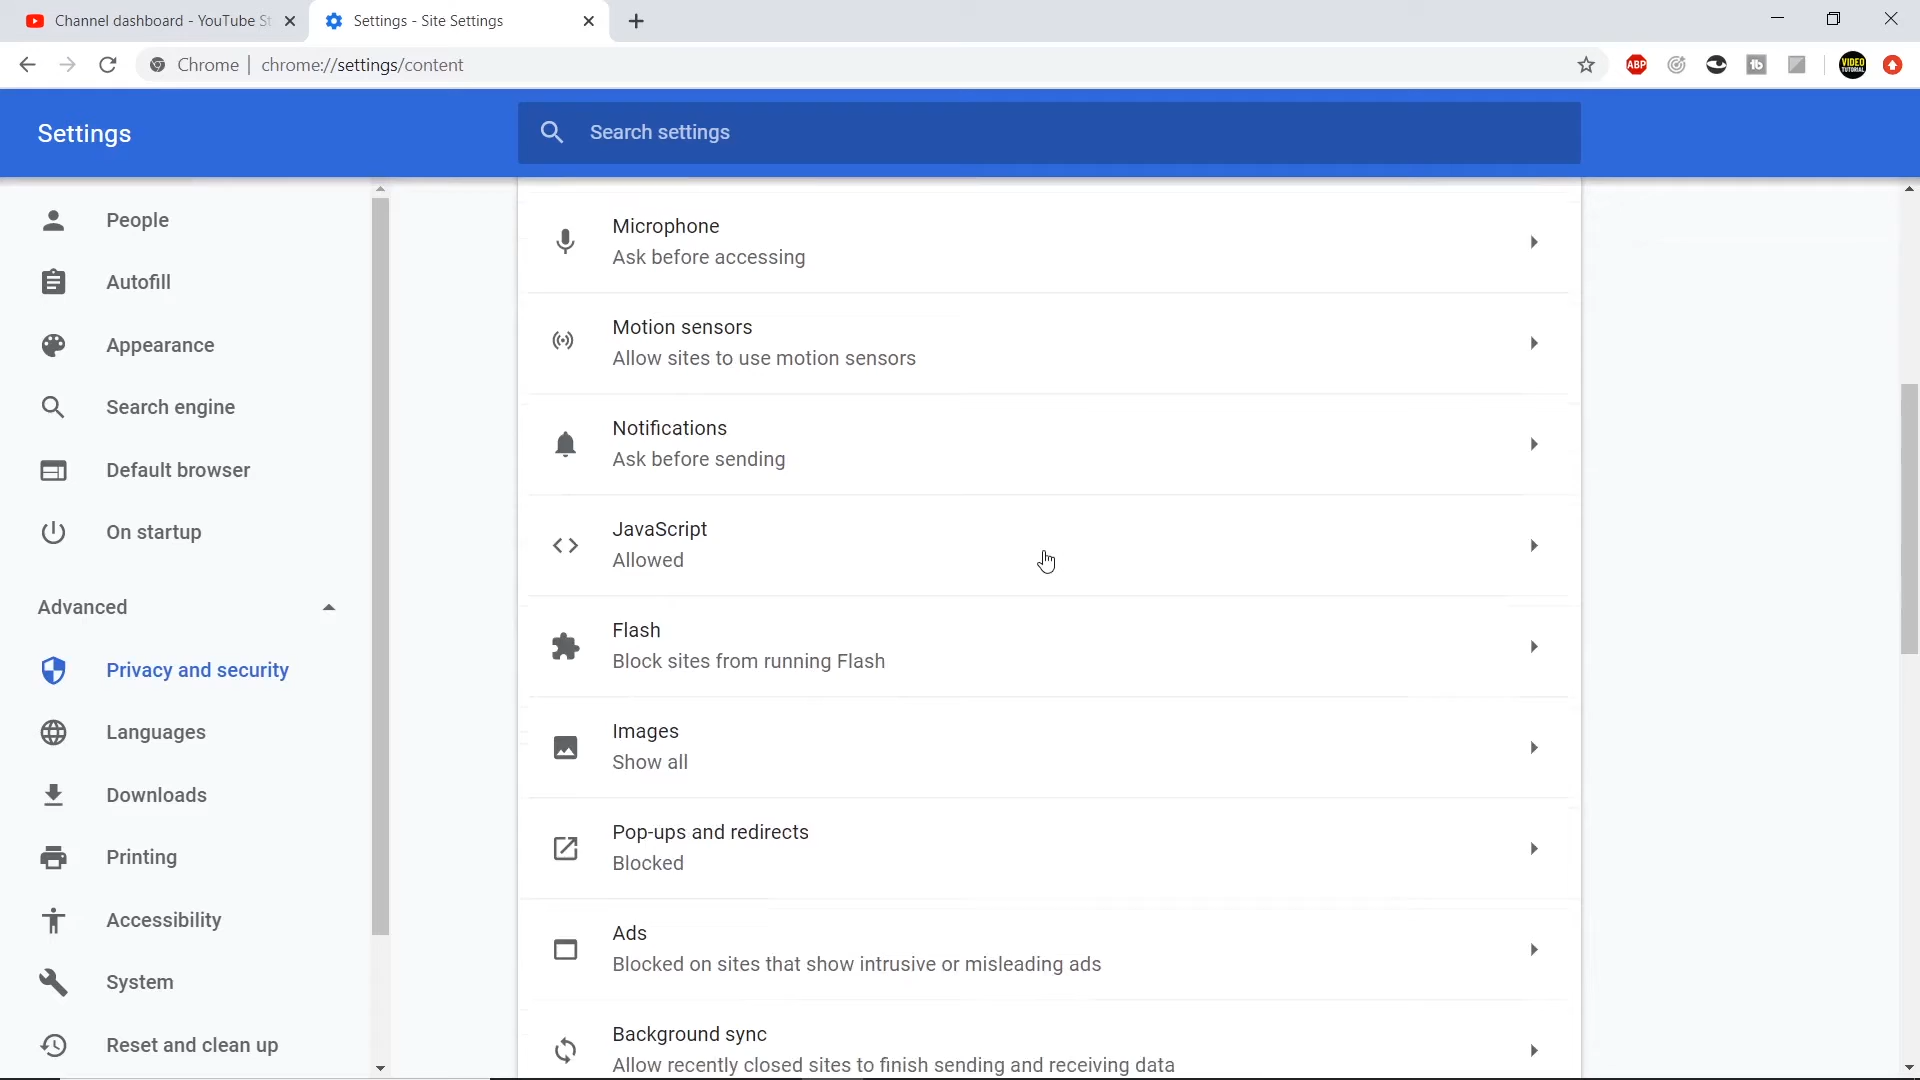 Channel dashboard - YouTube St
Settings - Site Settings
Chrome | chrome://settings/content
ABP
tb
VIDEO
TUTORIAL
Settings
Search settings
People
Autofill
Appearance
Search engine
Default browser
On startup
Advanced
Privacy and security
Languages
Downloads
Printing
Accessibility
System
Reset and clean up
Microphone
Ask before accessing
Motion sensors
Allow sites to use motion sensors
Notifications
Ask before sending
JavaScript
Allowed
Flash
Block sites from running Flash
Images
Show all
Pop-ups and redirects
Blocked
Ads
Blocked on sites that show intrusive or misleading ads
Background sync
Allow recently closed sites to finish sending and receiving data